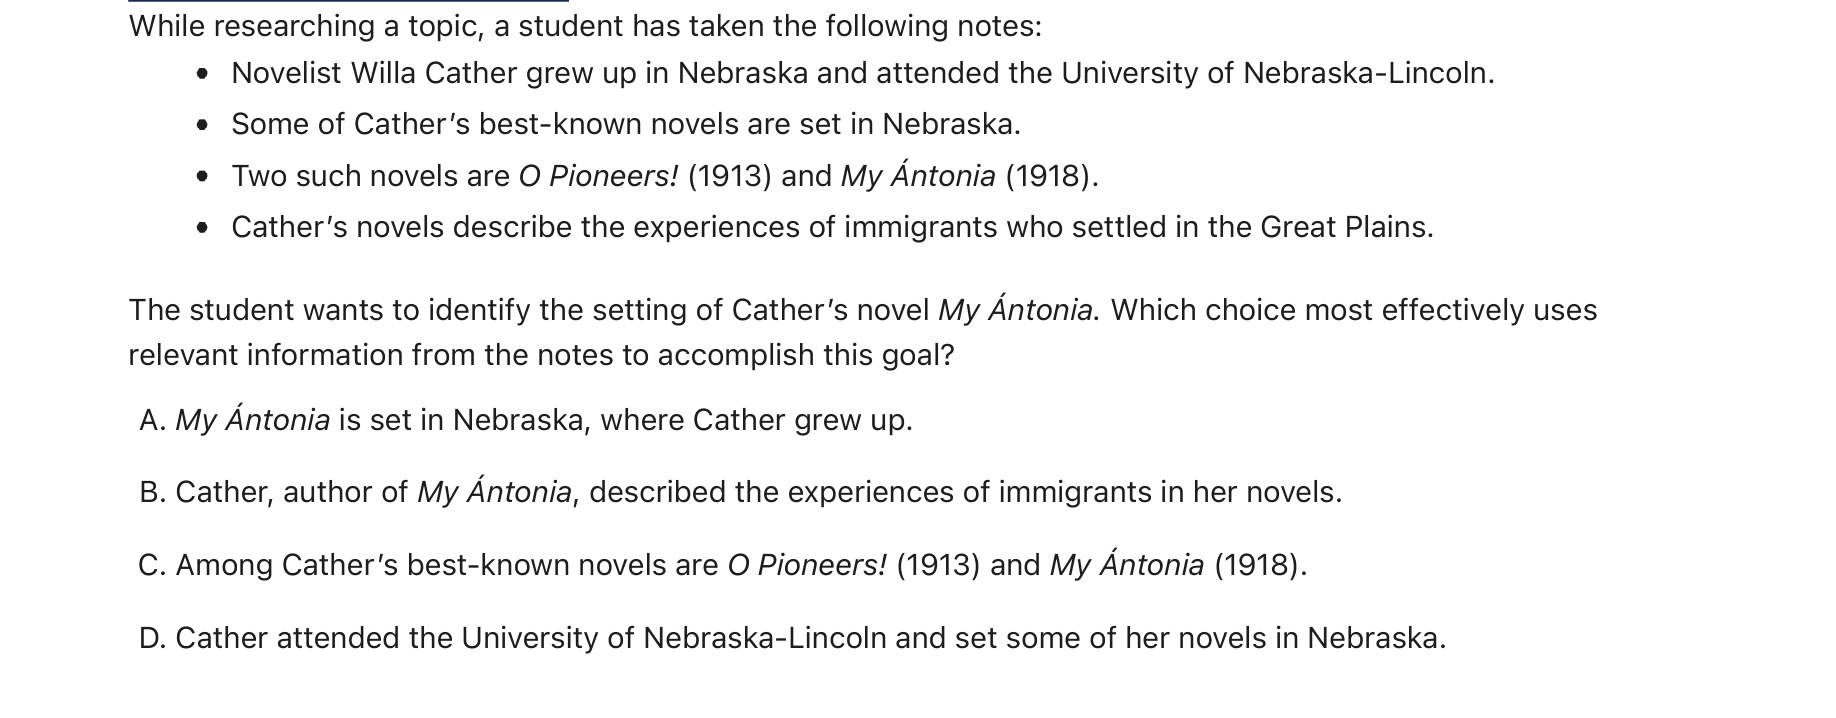 While researching a topic, a student has taken the following notes:
• Novelist Willa Cather grew up in Nebraska and attended the University of Nebraska-Lincoln.
• Some of Cather's best-known novels are set in Nebraska.
• Two such novels are O Pioneers! (1913) and My Ántonia (1918).
• Cather's novels describe the experiences of immigrants who settled in the Great Plains.
The student wants to identify the setting of Cather's novel My Ántonia. Which choice most effectively uses
relevant information from the notes to accomplish this goal?
A. My Ántonia is set in Nebraska, where Cather grew up.
B. Cather, author of My Ántonia, described the experiences of immigrants in her novels.
C. Among Cather's best-known novels are O Pioneers! (1913) and My Ántonia (1918).
D. Cather attended the University of Nebraska-Lincoln and set some of her novels in Nebraska.